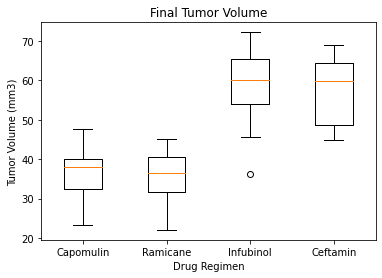 Final Tumor Volume
Tumor Volume (mm3)
70
60
50
40
30
20
Capomulin Ramicane Infubinol Ceftamin
Drug Regimen